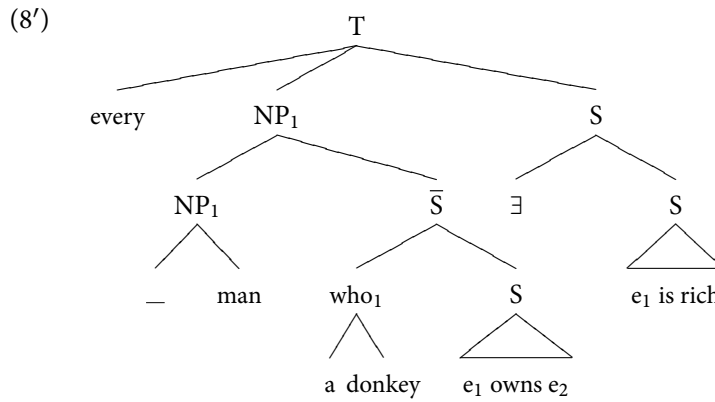 (8′)
T
every NP₁ S
NP₁ S̅ ∃ S
_ man who₁ S e₁ is rich
a donkey e₁ owns e₂